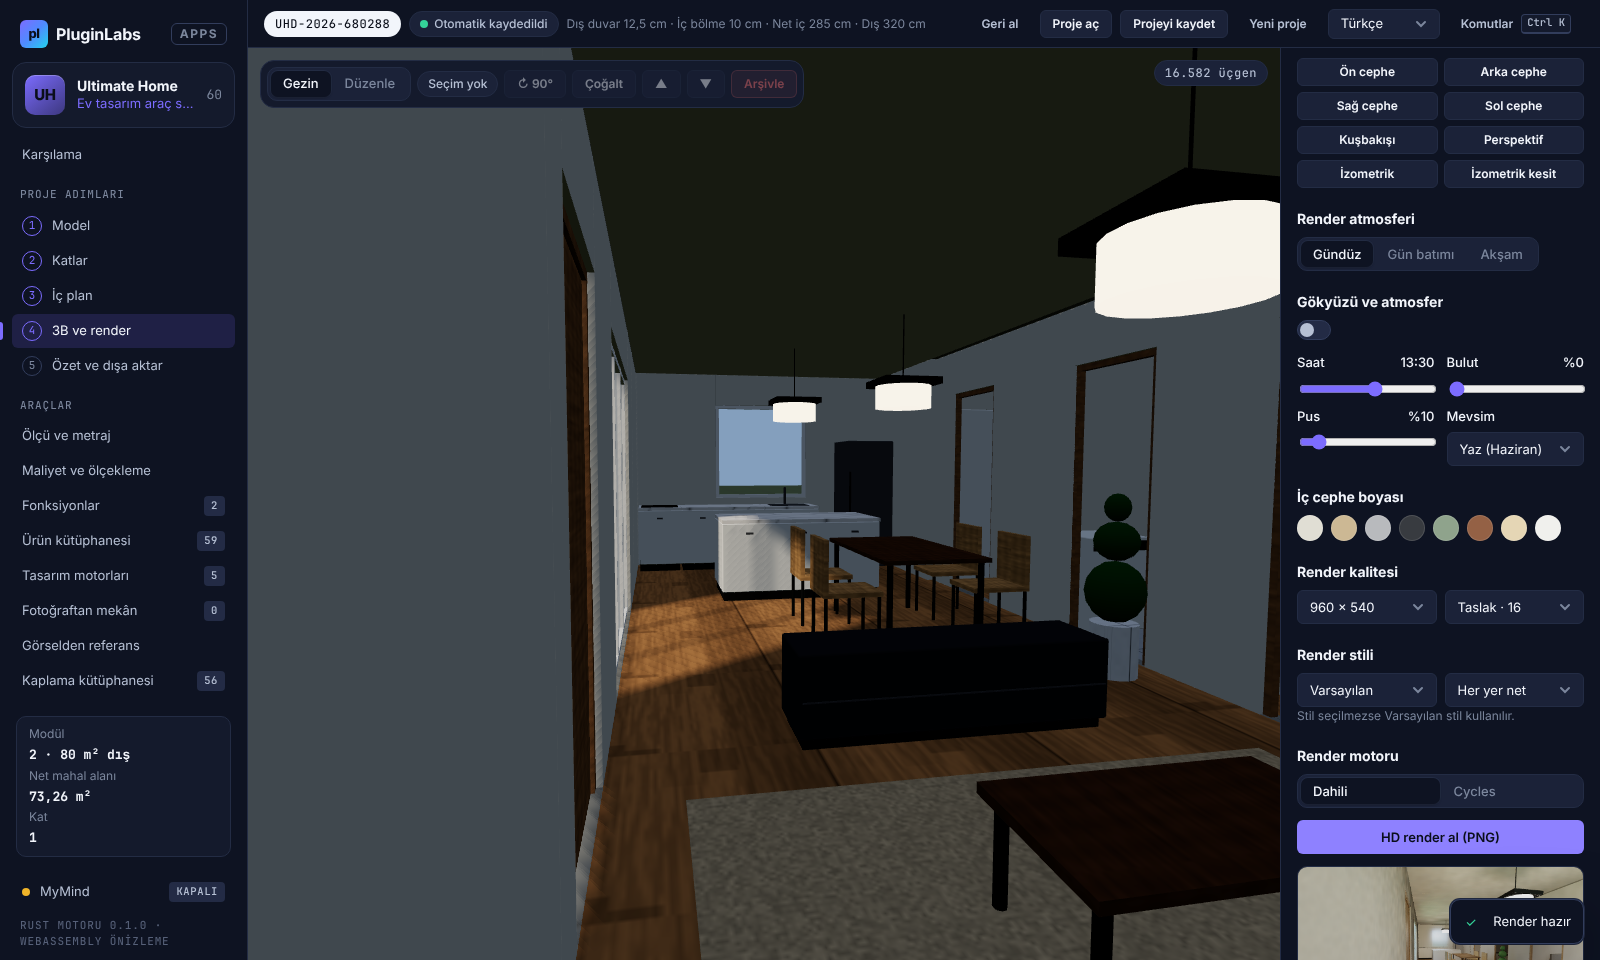 pl PluginLabs APPS
UH Ultimate Home 60
Ev tasarım araç s...
Karşılama
PROJE ADIMLARI
1 Model
2 Katlar
3 İç plan
4 3B ve render
5 Özet ve dışa aktar
ARAÇLAR
Ölçü ve metraj
Maliyet ve ölçekleme
Fonksiyonlar 2
Ürün kütüphanesi 59
Tasarım motorları 5
Fotoğraftan mekân 0
Görselden referans
Kaplama kütüphanesi 56
Modül
2 · 80 m² dış
Net mahal alanı
73,26 m²
Kat
1
MyMind KAPALI
RUST MOTORU 0.1.0 ·
WEBASSEMBLY ÖNİZLEME
UHD-2026-680288 Otomatik kaydedildi Dış duvar 12,5 cm · İç bölme 10 cm · Net iç 285 cm · Dış 320 cm Geri al Proje aç Projeyi kaydet Yeni proje Türkçe Komutlar Ctrl K
Gezin Düzenle Seçim yok ↻ 90° Çoğalt ▲ ▼ Arşivle
16.582 üçgen
Ön cephe Arka cephe
Sağ cephe Sol cephe
Kuşbakışı Perspektif
İzometrik İzometrik kesit
Render atmosferi
Gündüz Gün batımı Akşam
Gökyüzü ve atmosfer
Saat 13:30 Bulut %0
Pus %10 Mevsim
Yaz (Haziran)
İç cephe boyası
Render kalitesi
960 × 540 Taslak · 16
Render stili
Varsayılan Her yer net
Stil seçilmezse Varsayılan stil kullanılır.
Render motoru
Dahili Cycles
HD render al (PNG)
✓ Render hazır